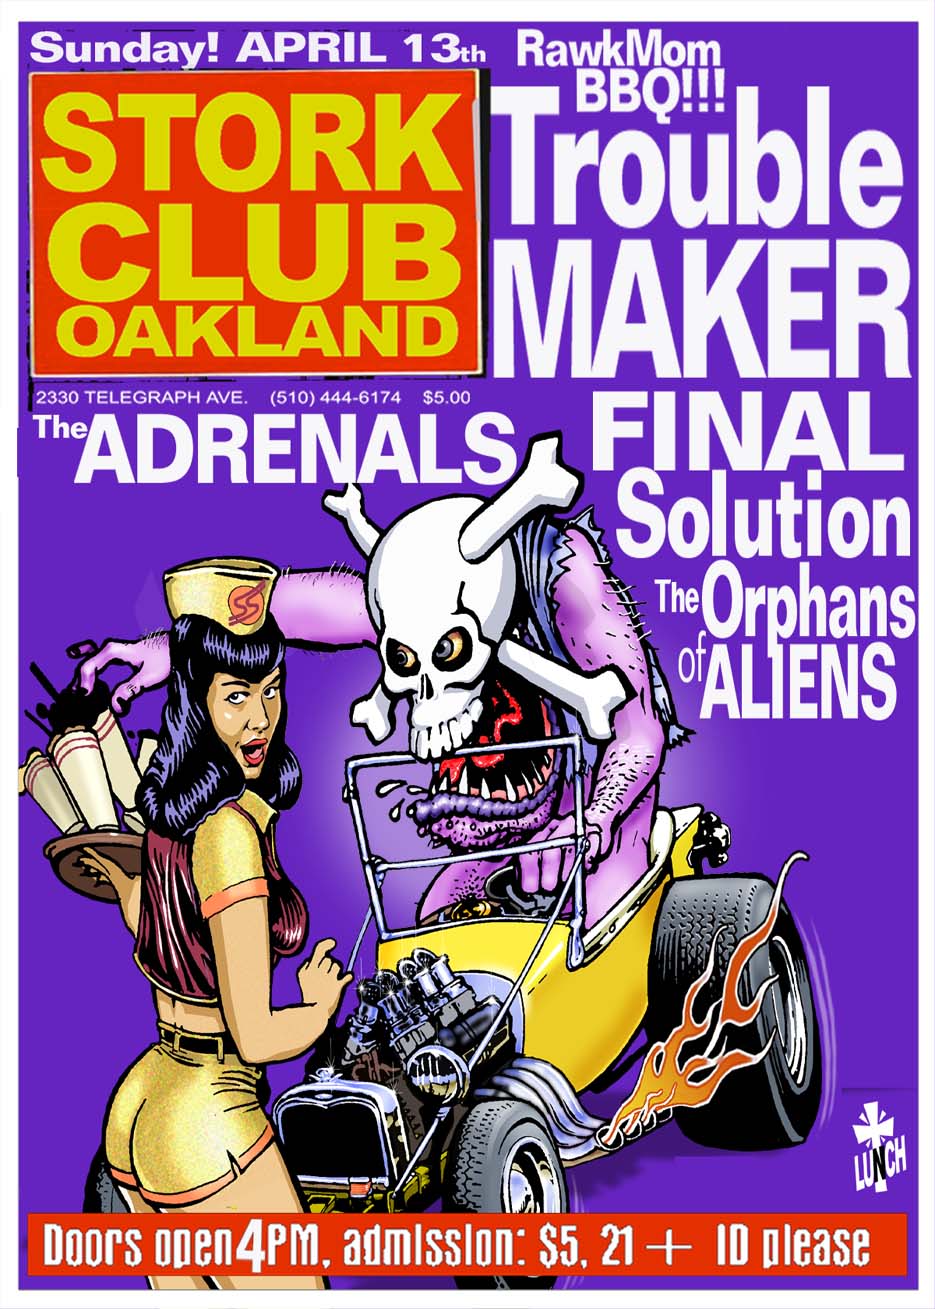 Sunday! APRIL 13th
STORK
CLUB
OAKLAND
2330 TELEGRAPH AVE. (510) 444-6174 $5.00
RawkMom
BBQ!!!
Trouble
MAKER
The ADRENALS
FINAL
Solution
The Orphans
of ALIENS
SS
LUNCH
Doors open 4PM, admission: $5, 21 + ID please